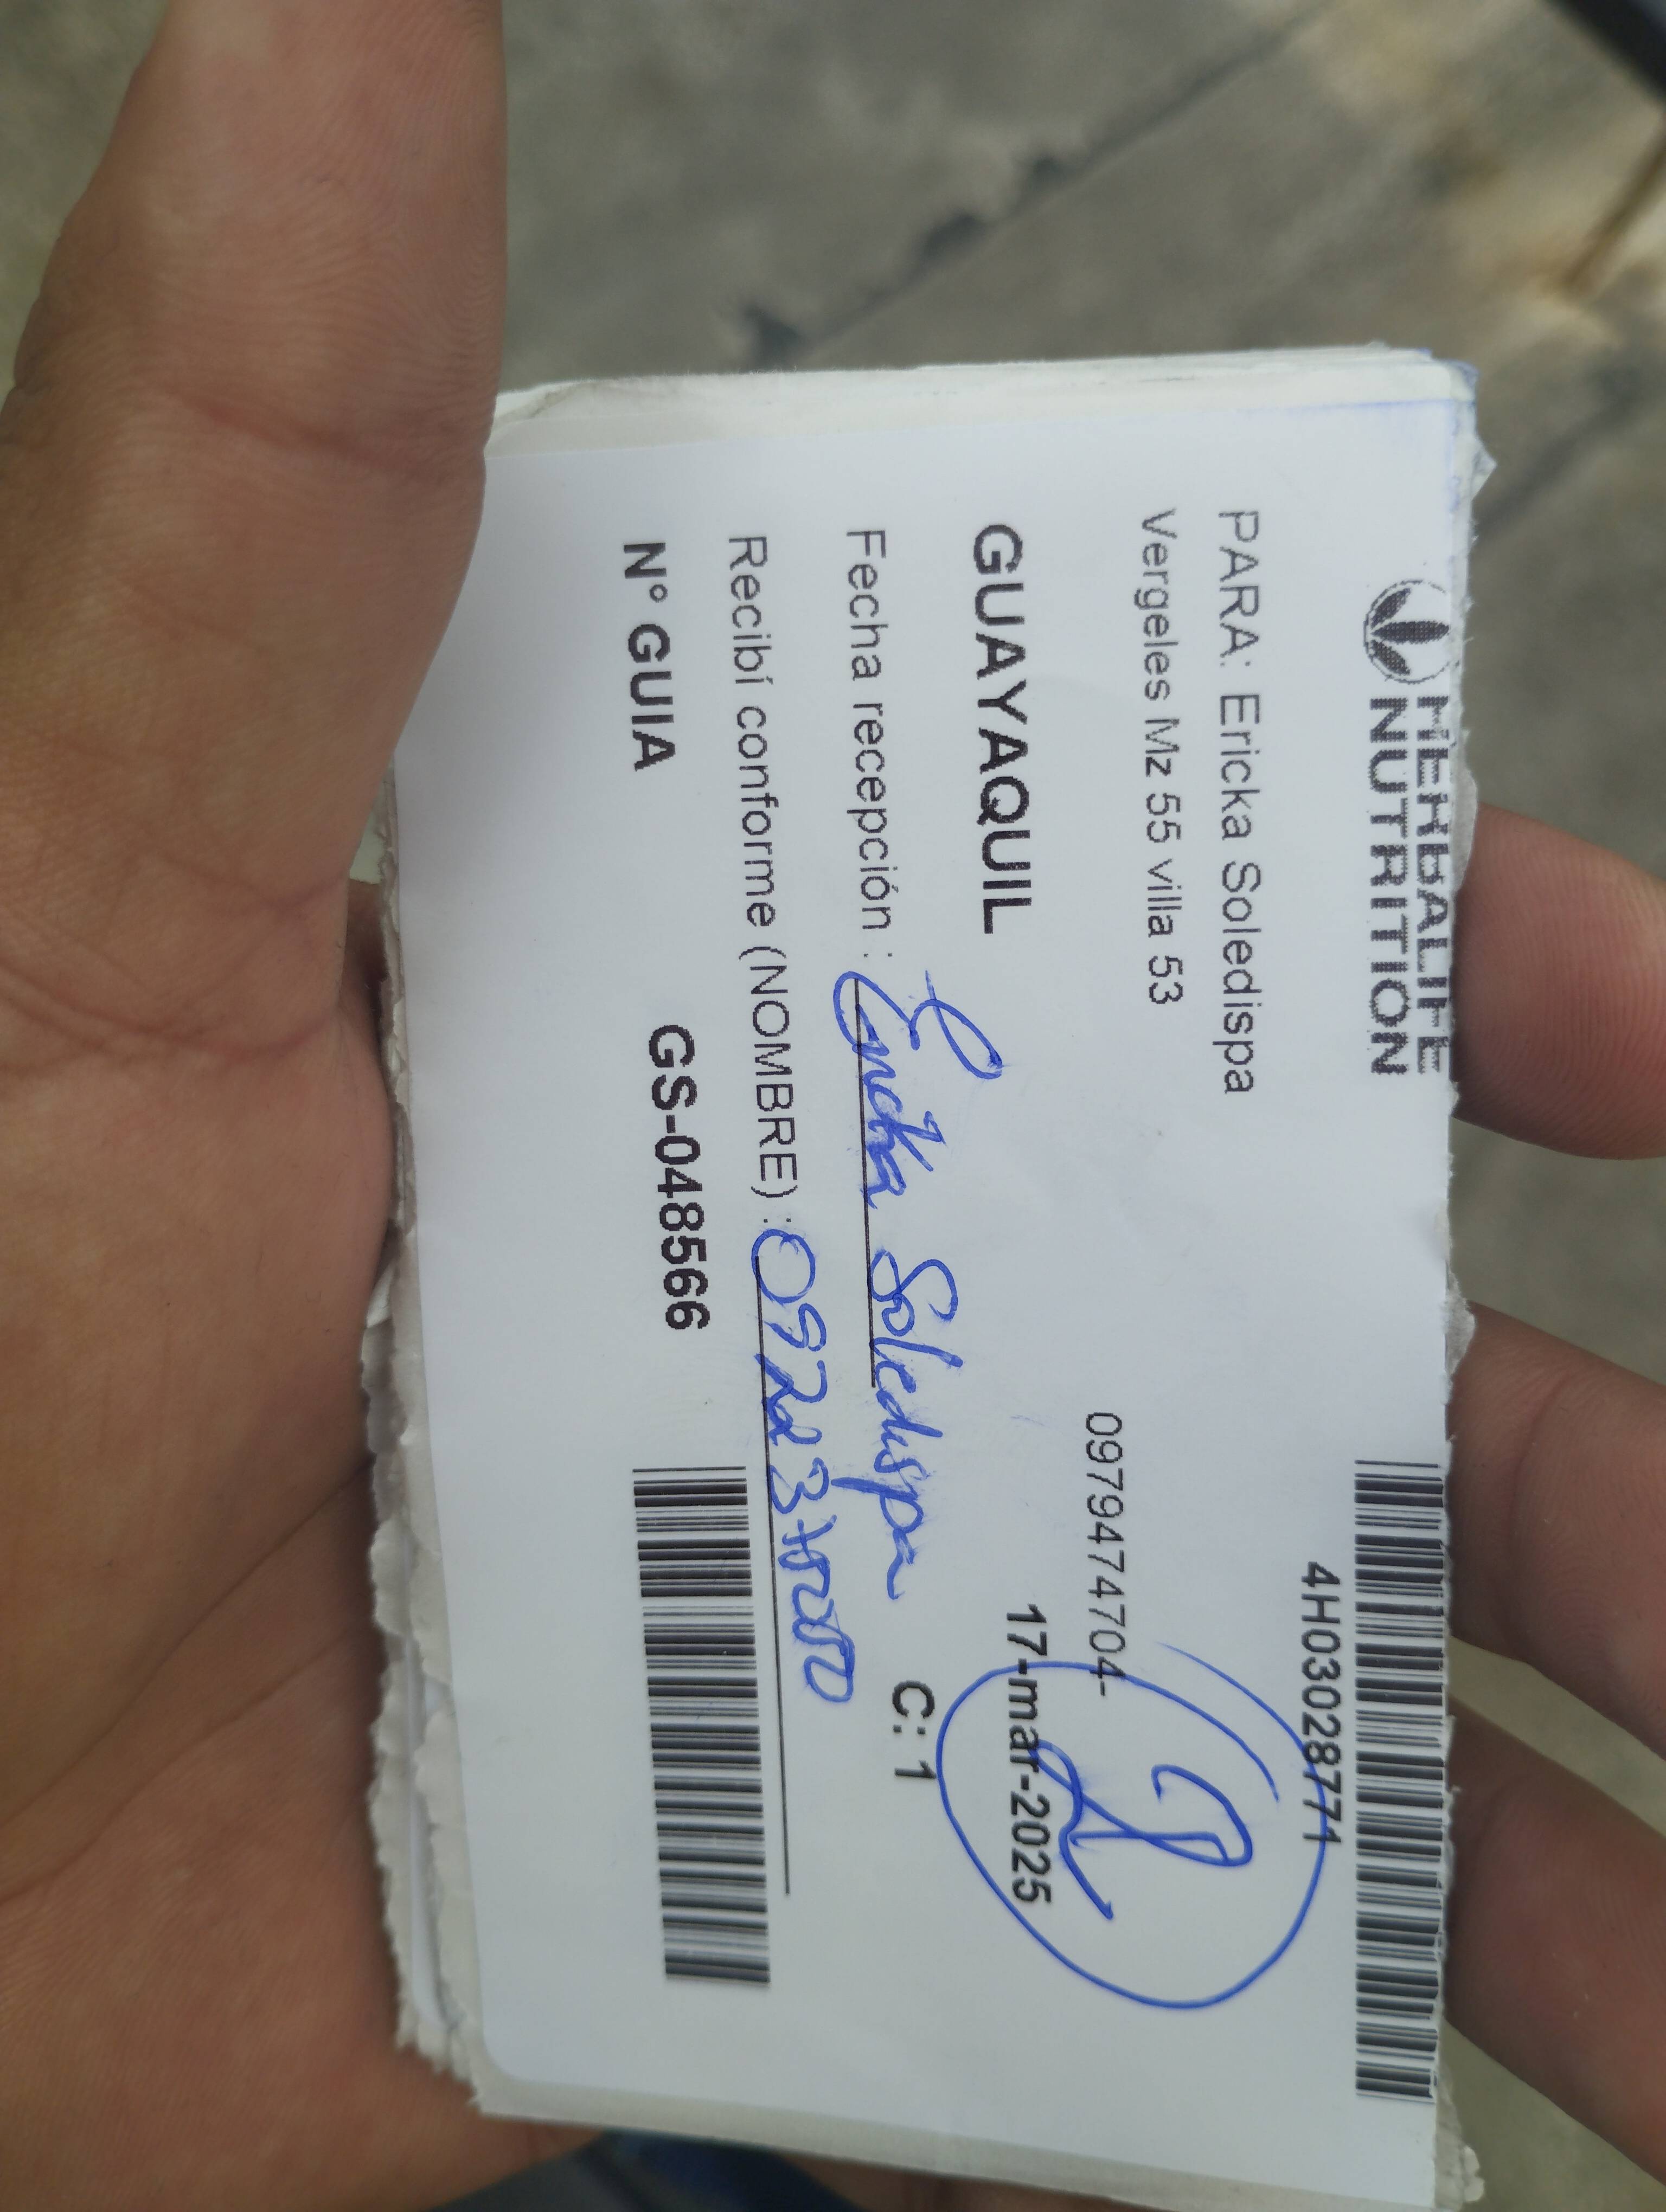 HERBALIFE
NUTRITION
4H03028771
PARA: Ericka Soledispa
Vergeles Mz 55 villa 53
0979474704-
GUAYAQUIL
17-mar-2025
Fecha recepción : Ericka Soledispa
C: 1
Recibí conforme (NOMBRE) :
N° GUIA
GS-048566